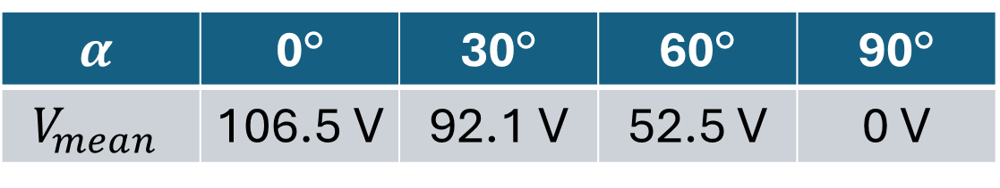 α 0° 30° 60° 90°
Vmean 106.5 V 92.1 V 52.5 V 0 V